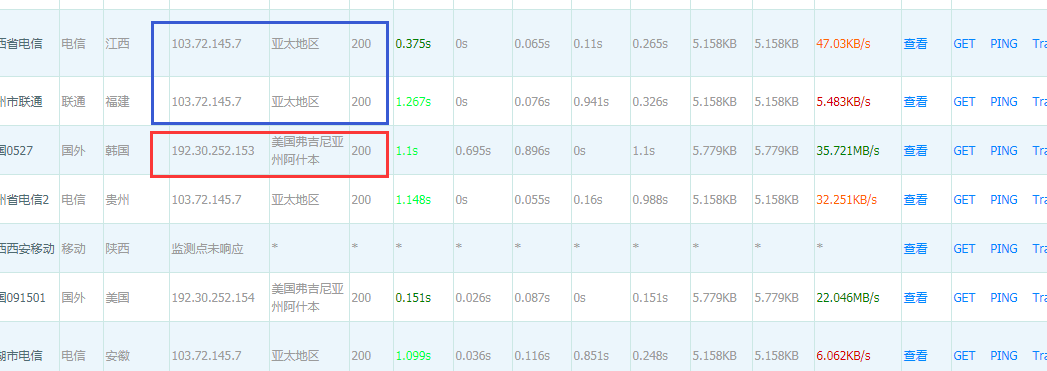 西省电信 电信 江西 103.72.145.7 亚太地区 200 0.375s 0s 0.065s 0.11s 0.265s 5.158KB 5.158KB 47.03KB/s 查看 GET PING Tra
州市联通 联通 福建 103.72.145.7 亚太地区 200 1.267s 0s 0.076s 0.941s 0.326s 5.158KB 5.158KB 5.483KB/s 查看 GET PING Tra
国0527 国外 韩国 192.30.252.153 美国弗吉尼亚 200 1.1s 0.695s 0.896s 0s 1.1s 5.779KB 5.779KB 35.721MB/s 查看 GET PING Tra
州阿什本
州省电信2 电信 贵州 103.72.145.7 亚太地区 200 1.148s 0s 0.055s 0.16s 0.988s 5.158KB 5.158KB 32.251KB/s 查看 GET PING Tra
西西安移动 移动 陕西 监测点未响应 * * * * * * * * * * 查看 GET PING Tra
国091501 国外 美国 192.30.252.154 美国弗吉尼亚 200 0.151s 0.026s 0.087s 0s 0.151s 5.779KB 5.779KB 22.046MB/s 查看 GET PING Tra
州阿什本
湖市电信 电信 安徽 103.72.145.7 亚太地区 200 1.099s 0.036s 0.116s 0.851s 0.248s 5.158KB 5.158KB 6.062KB/s 查看 GET PING Tra